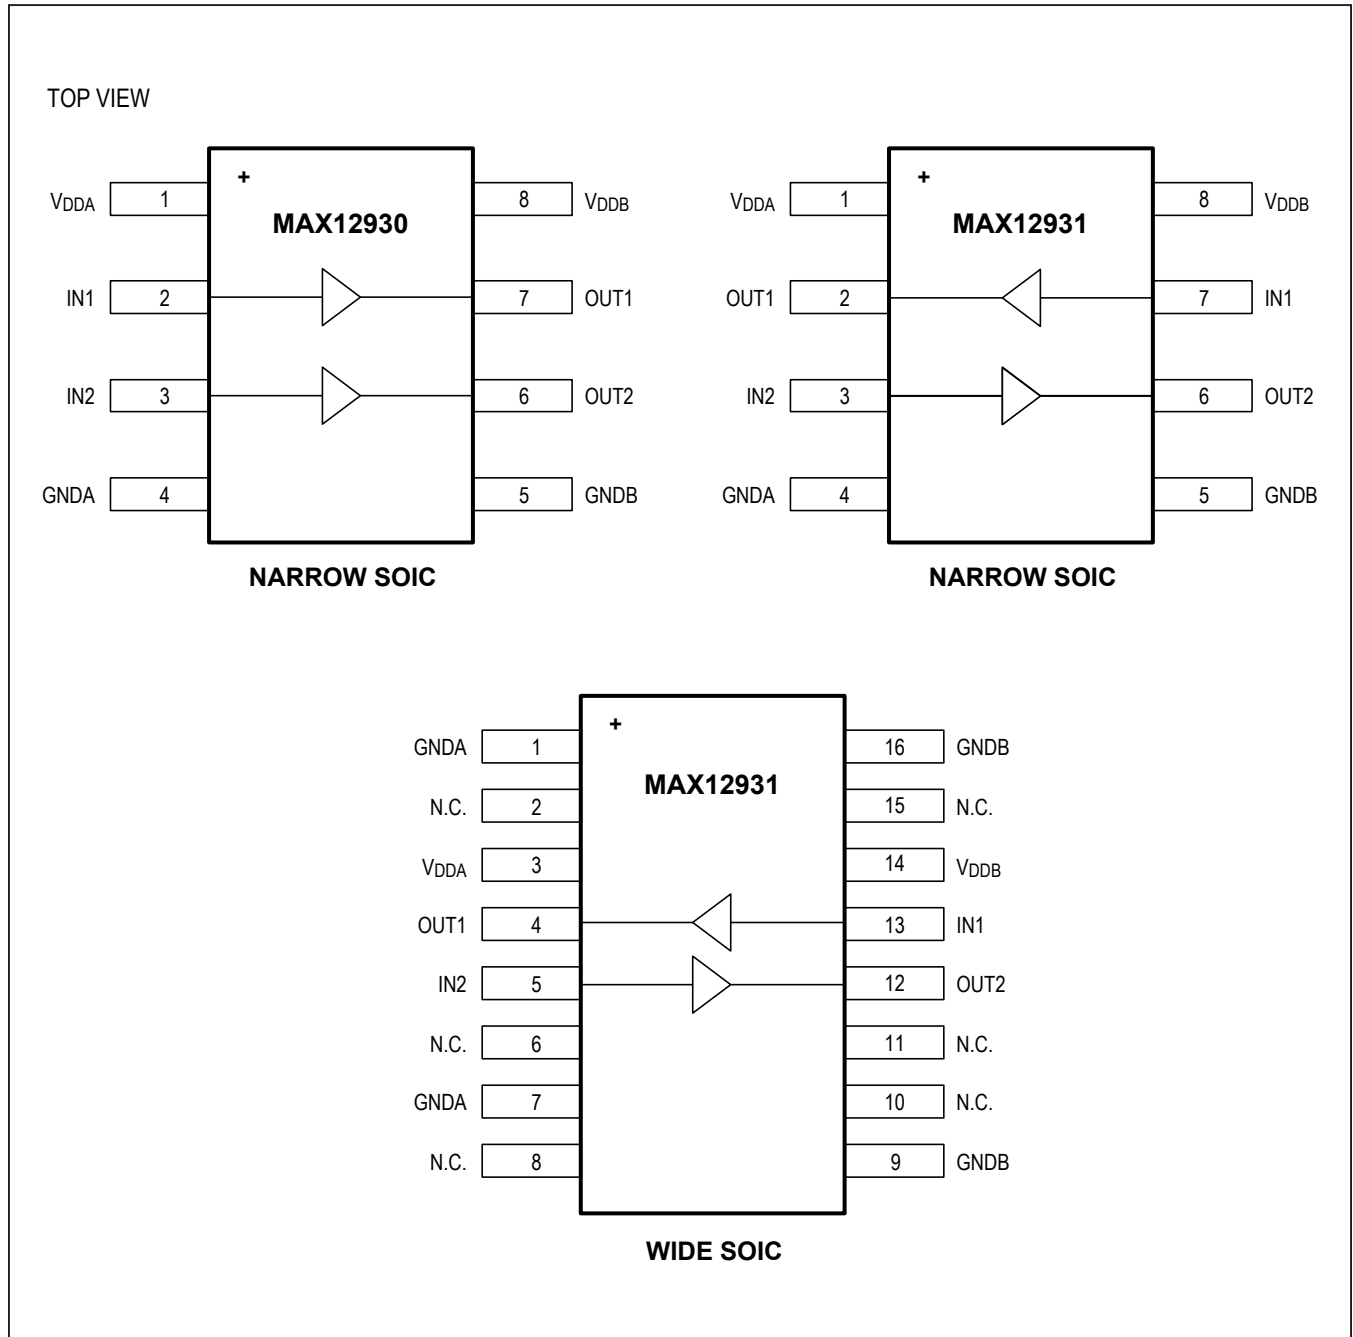 TOP VIEW
+
MAX12930
VDDA 1 8 VDDB
IN1 2 7 OUT1
IN2 3 6 OUT2
GNDA 4 5 GNDB
NARROW SOIC
+
MAX12931
VDDA 1 8 VDDB
OUT1 2 7 IN1
IN2 3 6 OUT2
GNDA 4 5 GNDB
NARROW SOIC
+
MAX12931
GNDA 1 16 GNDB
N.C. 2 15 N.C.
VDDA 3 14 VDDB
OUT1 4 13 IN1
IN2 5 12 OUT2
N.C. 6 11 N.C.
GNDA 7 10 N.C.
N.C. 8 9 GNDB
WIDE SOIC